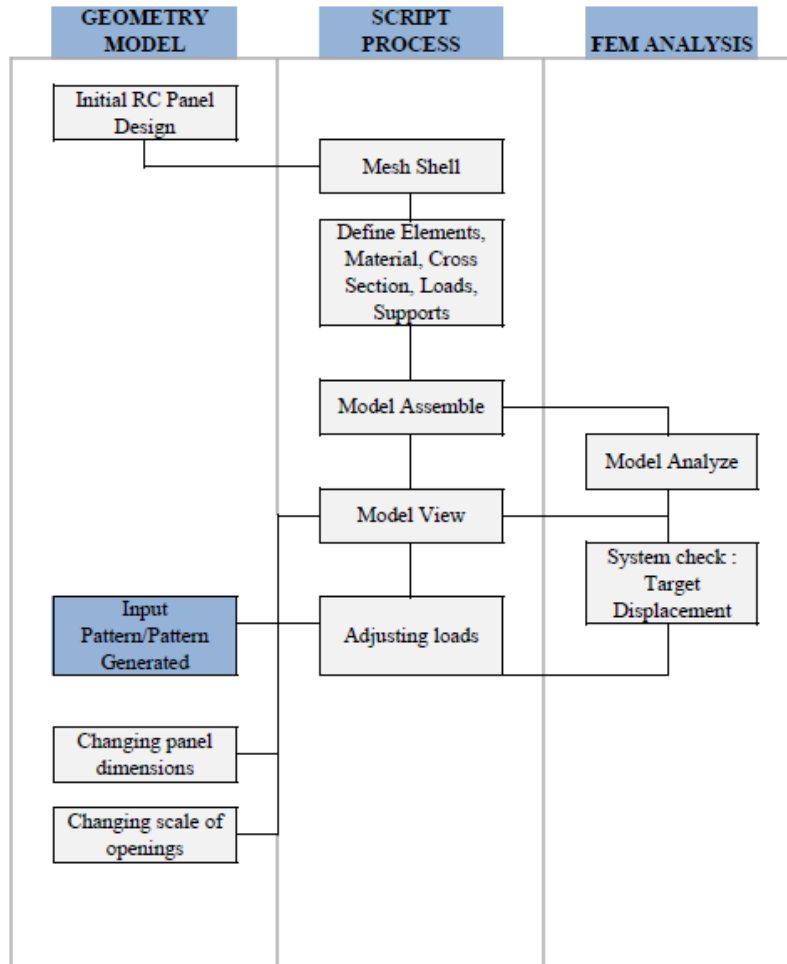 GEOMETRY
MODEL
SCRIPT
PROCESS
FEM ANALYSIS
Initial RC Panel
Design
Mesh Shell
Define Elements,
Material, Cross
Section, Loads,
Supports
Model Assemble
Model Analyze
Model View
System check :
Target
Displacement
Input
Pattern/Pattern
Generated
Adjusting loads
Changing panel
dimensions
Changing scale of
openings